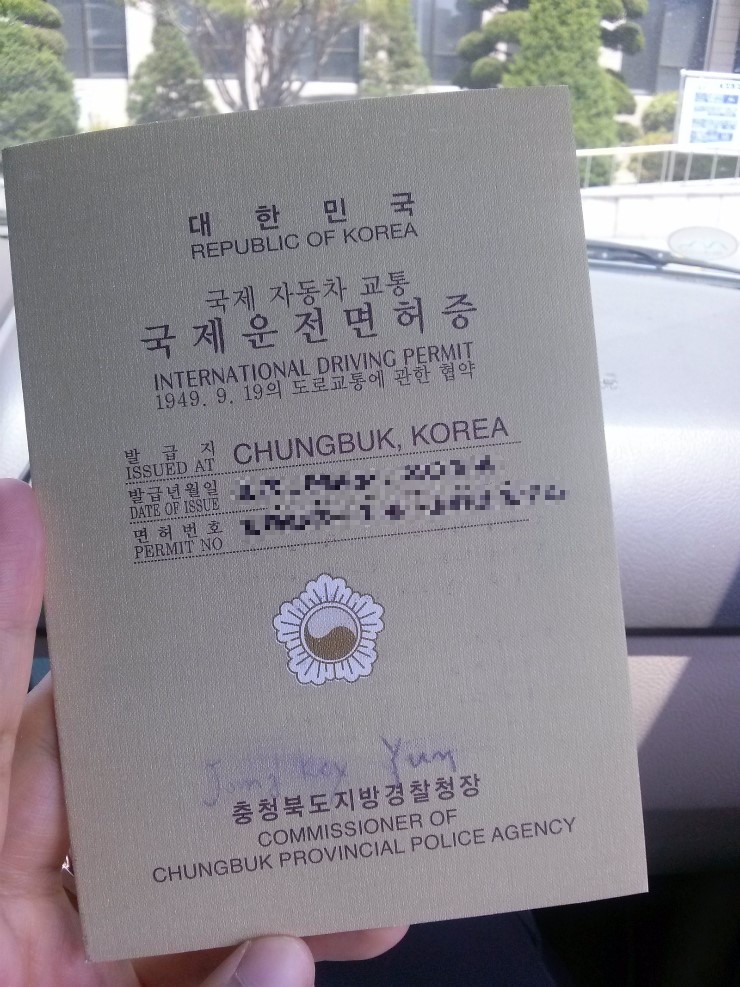 대한민국
REPUBLIC OF KOREA
국제 자동차 교통
국제운전면허증
INTERNATIONAL DRIVING PERMIT
1949. 9. 19의 도로교통에 관한 협약
발급지 CHUNGBUK, KOREA
ISSUED AT
발급년월일
DATE OF ISSUE
면허번호
PERMIT NO
Yun
충청북도지방경찰청장
COMMISSIONER OF
CHUNGBUK PROVINCIAL POLICE AGENCY